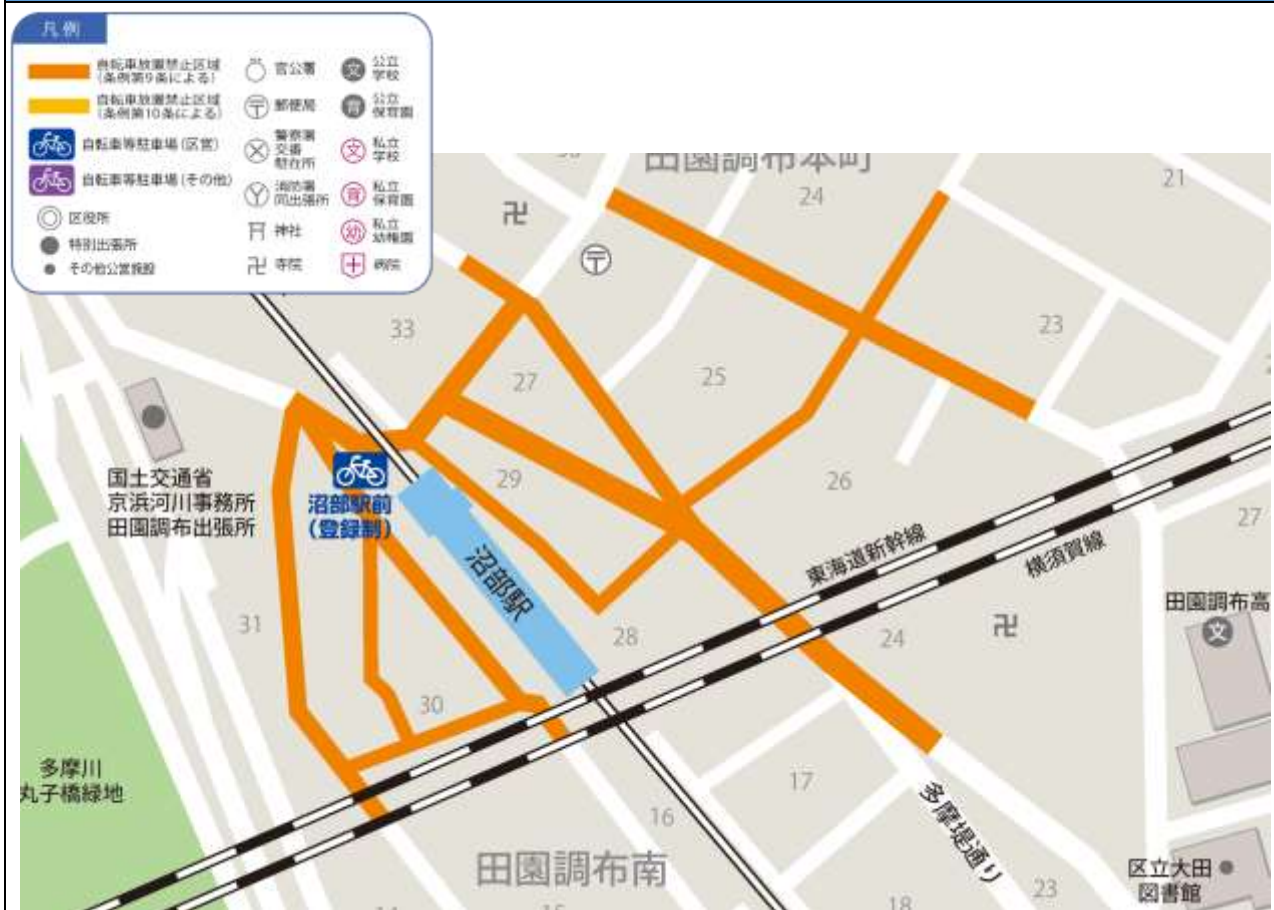 凡例
自転車放置禁止区域
(条例第9条による)
自転車放置禁止区域
(条例第10条による)
自転車等駐車場(区営)
自転車等駐車場(その他)
区役所
特別出張所
その他公営施設
官公署
郵便局
警察署
交番
駐在所
消防署
同出張所
神社
寺院
文
公立
学校
育
公立
保育園
文
私立
学校
育
私立
保育園
幼
私立
幼稚園
病院
田園調布本町
24
21
卍
〒
33
23
27
25
国土交通省
京浜河川事務所
田園調布出張所
沼部駅前
(登録制)
29
26
27
沼部駅
東海道新幹線
横須賀線
田園調布高
文
31
28
24
卍
30
多摩川
丸子橋緑地
17
16
多摩堤通り
田園調布南
区立大田
図書館
23
18